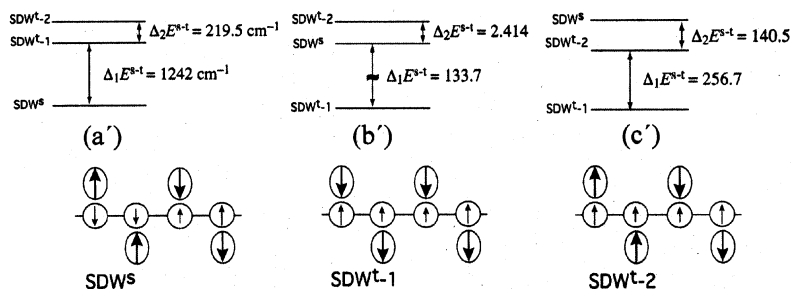 SDWᵗ-2
Δ₂Eˢ⁻ᵗ = 219.5 cm⁻¹
SDWᵗ-1
Δ₁Eˢ⁻ᵗ = 1242 cm⁻¹
SDWˢ
(a′)
SDWᵗ-2
SDWˢ
Δ₂Eˢ⁻ᵗ = 2.414
Δ₁Eˢ⁻ᵗ = 133.7
SDWᵗ-1
(b′)
SDWˢ
SDWᵗ-2
Δ₂Eˢ⁻ᵗ = 140.5
Δ₁Eˢ⁻ᵗ = 256.7
SDWᵗ-1
(c′)
SDWˢ
SDWᵗ-1
SDWᵗ-2